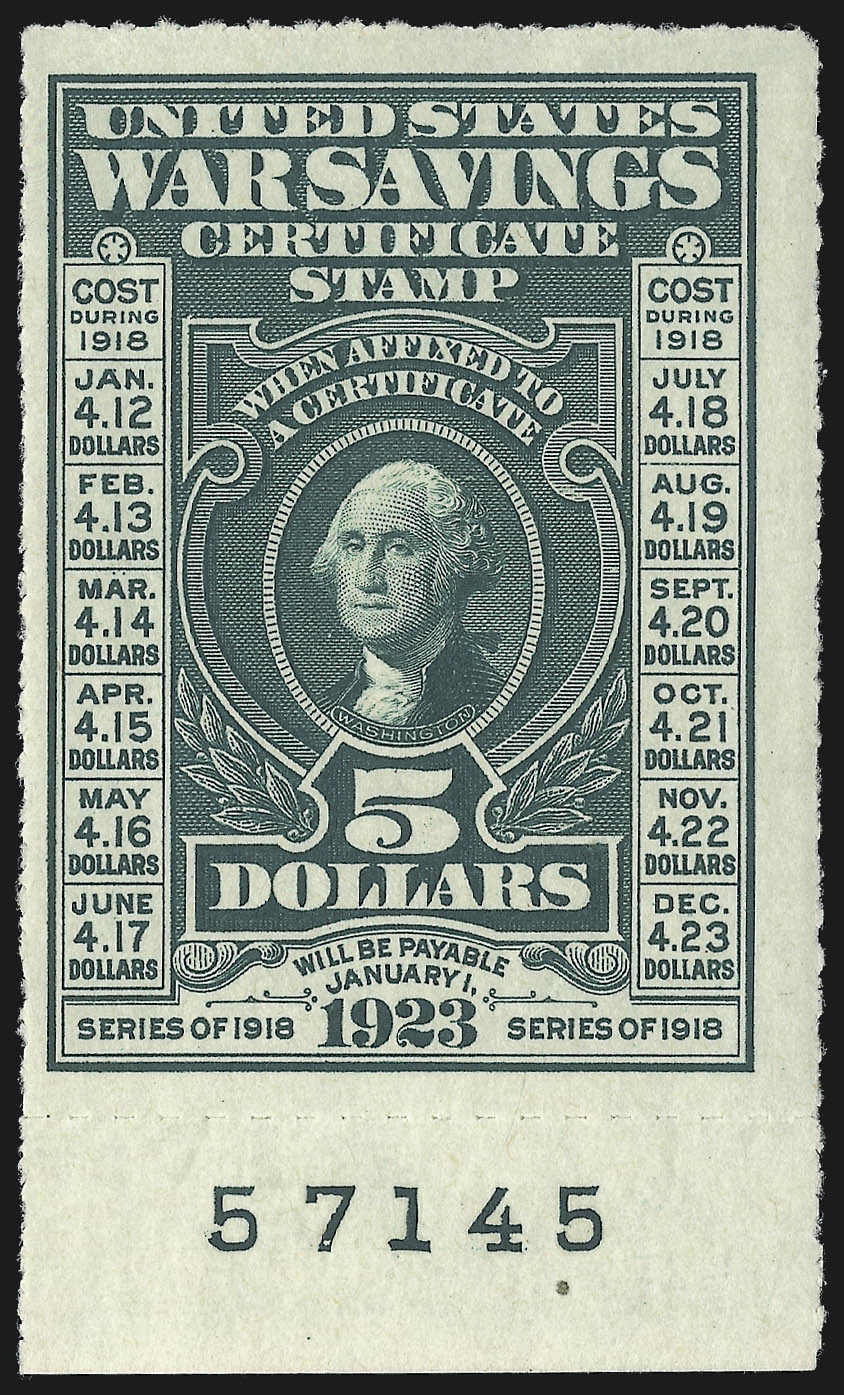 UNITED STATES
WAR SAVINGS
CERTIFICATE
STAMP
COST
DURING
1918
JAN.
4.12
DOLLARS
FEB.
4.13
DOLLARS
MAR.
4.14
DOLLARS
APR.
4.15
DOLLARS
MAY
4.16
DOLLARS
JUNE
4.17
DOLLARS
WHEN AFFIXED TO
A CERTIFICATE
WASHINGTON
5
DOLLARS
WILL BE PAYABLE
JANUARY 1,
1923
COST
DURING
1918
JULY
4.18
DOLLARS
AUG.
4.19
DOLLARS
SEPT.
4.20
DOLLARS
OCT.
4.21
DOLLARS
NOV.
4.22
DOLLARS
DEC.
4.23
DOLLARS
SERIES OF 1918
SERIES OF 1918
57145